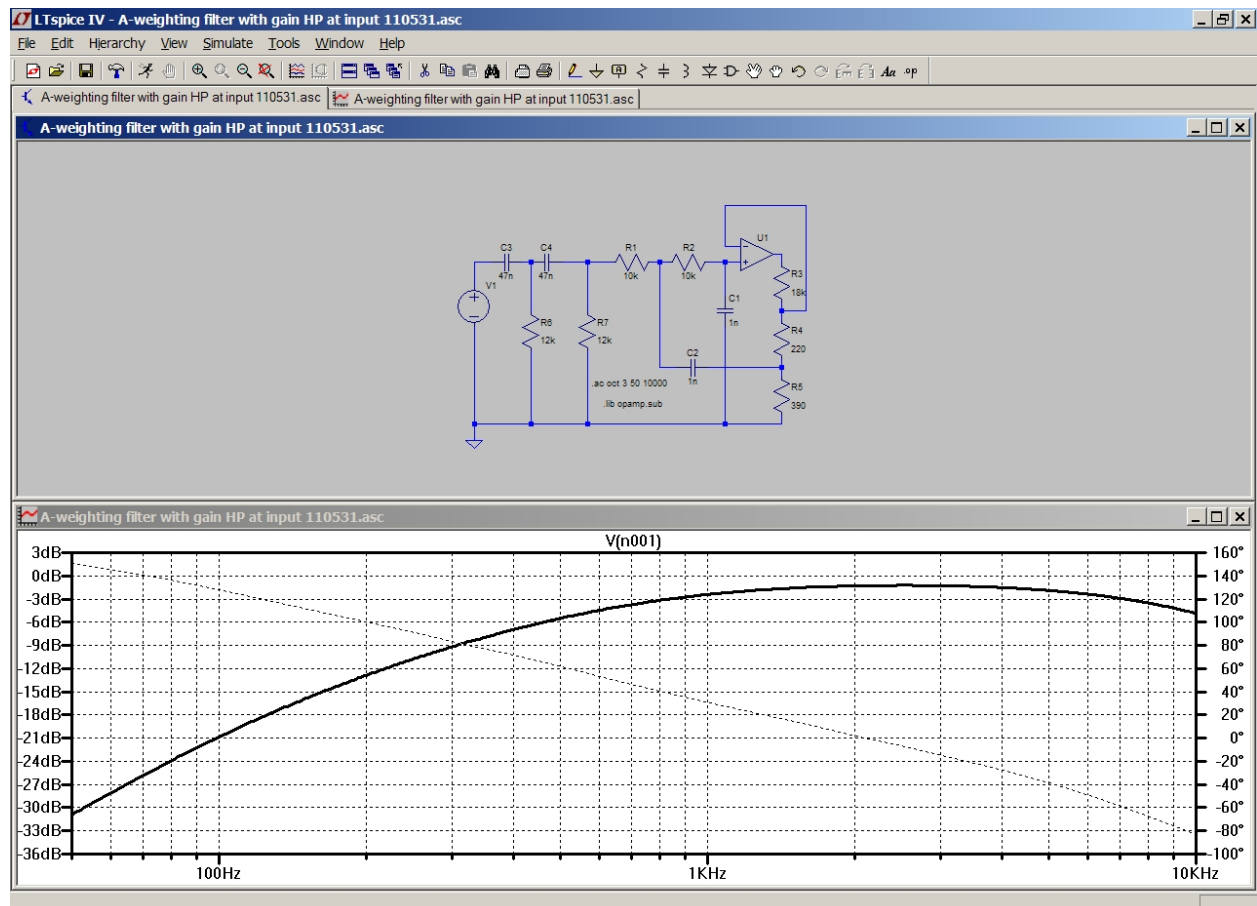 LTspice IV - A-weighting filter with gain HP at input 110531.asc
File Edit Hierarchy View Simulate Tools Window Help
A-weighting filter with gain HP at input 110531.asc A-weighting filter with gain HP at input 110531.asc
A-weighting filter with gain HP at input 110531.asc
C3
47n
C4
47n
V1
R6
12k
R7
12k
R1
10k
R2
10k
C1
1n
C2
1n
U1
R3
18k
R4
220
R5
390
.ac oct 3 50 10000
.lib opamp.sub
A-weighting filter with gain HP at input 110531.asc
V(n001)
3dB 160°
0dB 140°
-3dB 120°
-6dB 100°
-9dB 80°
-12dB 60°
-15dB 40°
-18dB 20°
-21dB 0°
-24dB -20°
-27dB -40°
-30dB -60°
-33dB -80°
-36dB -100°
100Hz 1KHz 10KHz